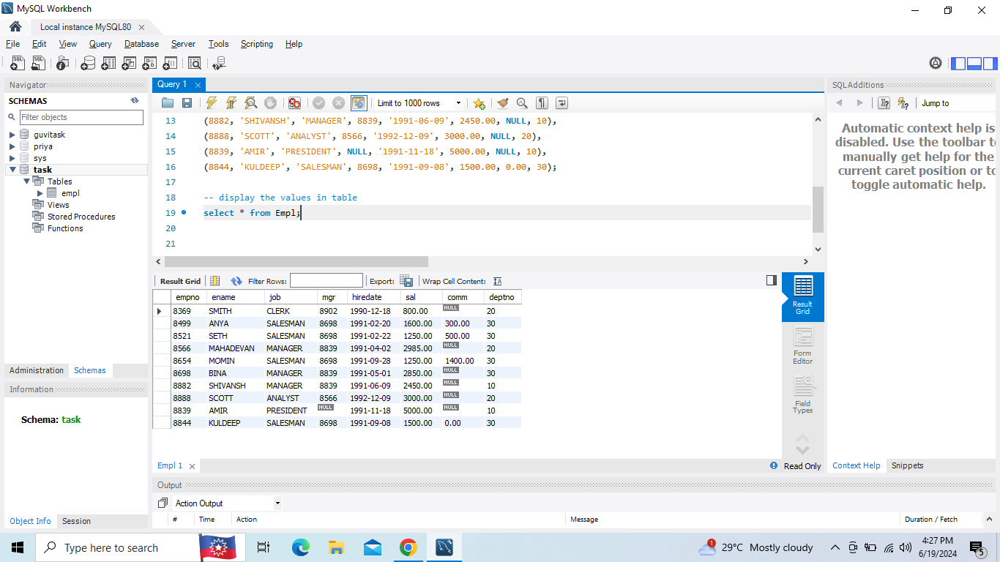 MySQL Workbench
Local instance MySQL80
File Edit View Query Database Server Tools Scripting Help
Navigator
SCHEMAS
Filter objects
guvitask
priya
sys
task
Tables
empl
Views
Stored Procedures
Functions
Administration Schemas
Information
Schema: task
Object Info Session
Query 1
Limit to 1000 rows
13 (8882, 'SHIVANSH', 'MANAGER', 8839, '1991-06-09', 2450.00, NULL, 10),
14 (8888, 'SCOTT', 'ANALYST', 8566, '1992-12-09', 3000.00, NULL, 20),
15 (8839, 'AMIR', 'PRESIDENT', NULL, '1991-11-18', 5000.00, NULL, 10),
16 (8844, 'KULDEEP', 'SALESMAN', 8698, '1991-09-08', 1500.00, 0.00, 30);
17
18 -- display the values in table
19 select * from Empl;
20
21
Result Grid Filter Rows: Export: Wrap Cell Content:
empno ename job mgr hiredate sal comm deptno
8369 SMITH CLERK 8902 1990-12-18 800.00 NULL 20
8499 ANYA SALESMAN 8698 1991-02-20 1600.00 300.00 30
8521 SETH SALESMAN 8698 1991-02-22 1250.00 500.00 30
8566 MAHADEVAN MANAGER 8839 1991-04-02 2985.00 NULL 20
8654 MOMIN SALESMAN 8698 1991-09-28 1250.00 1400.00 30
8698 BINA MANAGER 8839 1991-05-01 2850.00 NULL 30
8882 SHIVANSH MANAGER 8839 1991-06-09 2450.00 NULL 10
8888 SCOTT ANALYST 8566 1992-12-09 3000.00 NULL 20
8839 AMIR PRESIDENT NULL 1991-11-18 5000.00 NULL 10
8844 KULDEEP SALESMAN 8698 1991-09-08 1500.00 0.00 30
Result
Grid
Form
Editor
Field
Types
Empl 1
Read Only
Output
Action Output
# Time Action Message Duration / Fetch
SQLAdditions
Jump to
Automatic context help is
disabled. Use the toolbar to
manually get help for the
current caret position or to
toggle automatic help.
Context Help Snippets
Type here to search
1
29°C Mostly cloudy
4:27 PM
6/19/2024
5